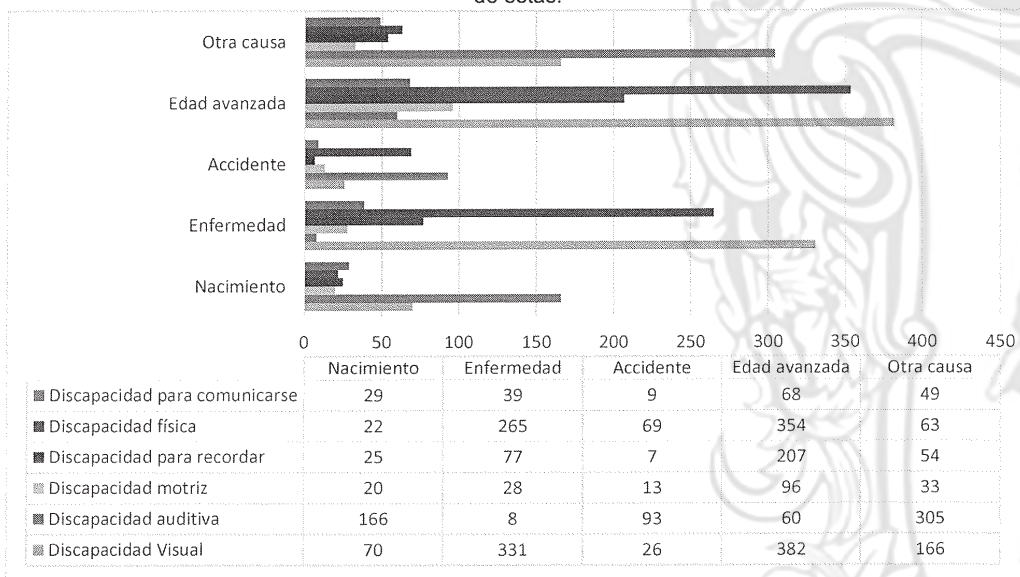 de estas.
Otra causa
Edad avanzada
Accidente
Enfermedad
Nacimiento
0 50 100 150 200 250 300 350 400 450
Nacimiento Enfermedad Accidente Edad avanzada Otra causa
Discapacidad para comunicarse 29 39 9 68 49
Discapacidad física 22 265 69 354 63
Discapacidad para recordar 25 77 7 207 54
Discapacidad motriz 20 28 13 96 33
Discapacidad auditiva 166 8 93 60 305
Discapacidad Visual 70 331 26 382 166